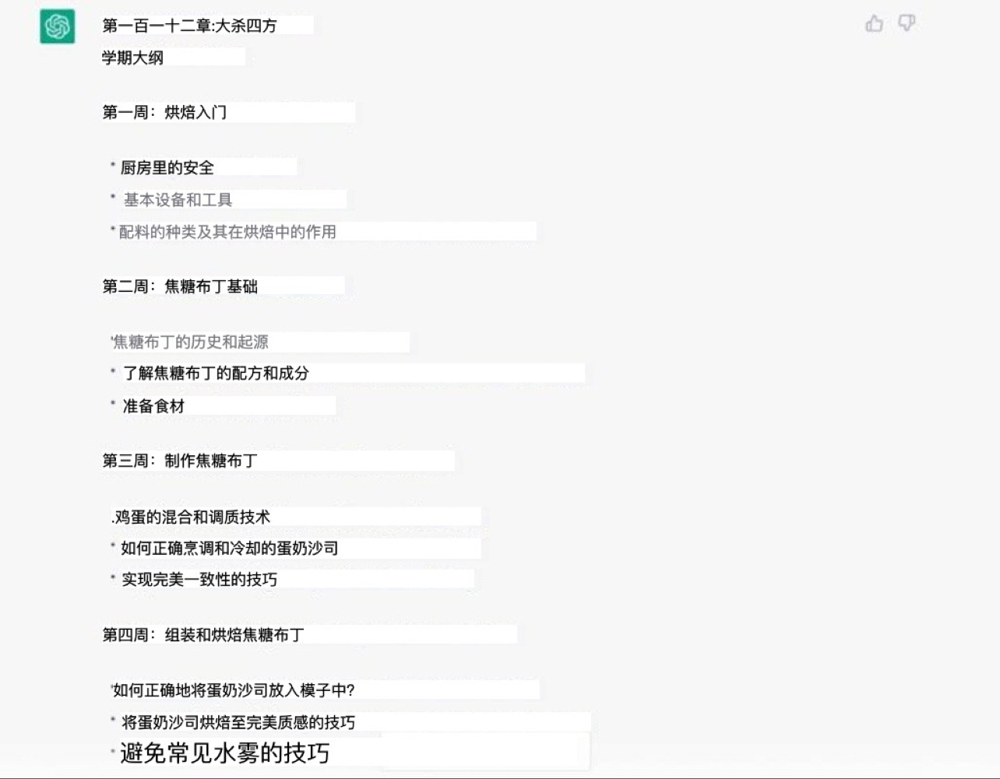 第一百一十二章:大杀四方
学期大纲
第一周：烘焙入门
* 厨房里的安全
* 基本设备和工具
* 配料的种类及其在烘焙中的作用
第二周：焦糖布丁基础
'焦糖布丁的历史和起源
* 了解焦糖布丁的配方和成分
* 准备食材
第三周：制作焦糖布丁
.鸡蛋的混合和调质技术
* 如何正确烹调和冷却的蛋奶沙司
* 实现完美一致性的技巧
第四周：组装和烘焙焦糖布丁
'如何正确地将蛋奶沙司放入模子中?
* 将蛋奶沙司烘焙至完美质感的技巧
* 避免常见水雾的技巧